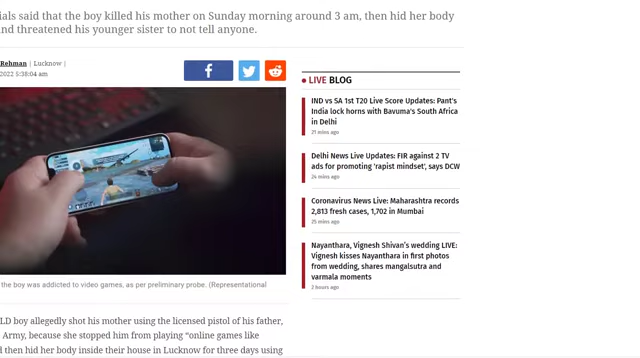 ials said that the boy killed his mother on Sunday morning around 3 am, then hid her body
nd threatened his younger sister to not tell anyone.
Rehman | Lucknow |
2022 5:38:04 am
LIVE BLOG
IND vs SA 1st T20 Live Score Updates: Pant's
India lock horns with Bavuma's South Africa
in Delhi
21 mins ago
Delhi News Live Updates: FIR against 2 TV
ads for promoting 'rapist mindset', says DCW
24 mins ago
Coronavirus News Live: Maharashtra records
2,813 fresh cases, 1,702 in Mumbai
25 mins ago
Nayanthara, Vignesh Shivan's wedding LIVE:
Vignesh kisses Nayanthara in first photos
from wedding, shares mangalsutra and
varmala moments
2 hours ago
the boy was addicted to video games, as per preliminary probe. (Representational
LD boy allegedly shot his mother using the licensed pistol of his father,
Army, because she stopped him from playing "online games like
d then hid her body inside their house in Lucknow for three days using